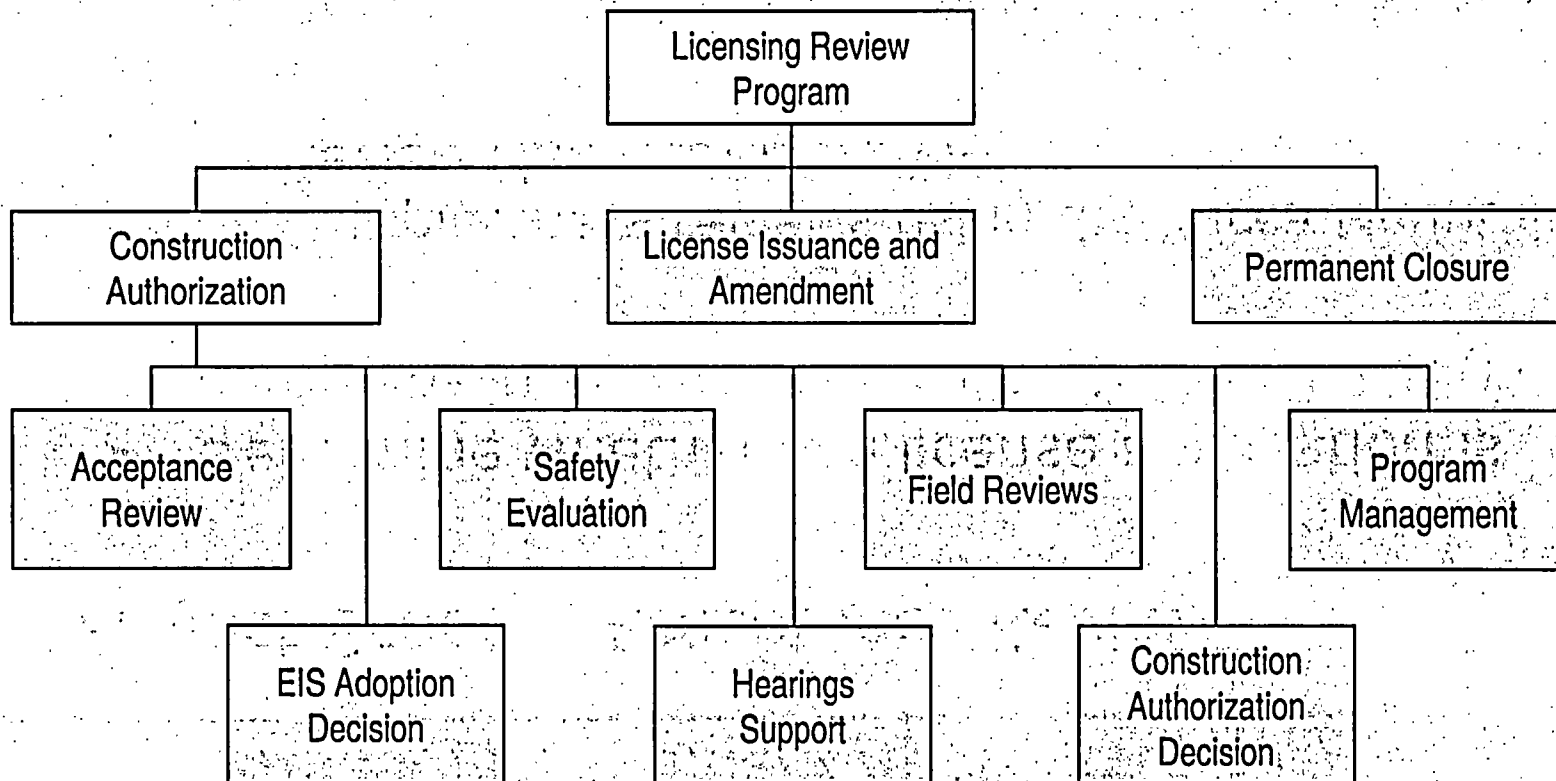 Licensing Review
Program
Construction
Authorization
License Issuance and
Amendment
Permanent Closure
Acceptance
Review
Safety
Evaluation
Field Reviews
Program
Management
EIS Adoption
Decision
Hearings
Support
Construction
Authorization
Decision